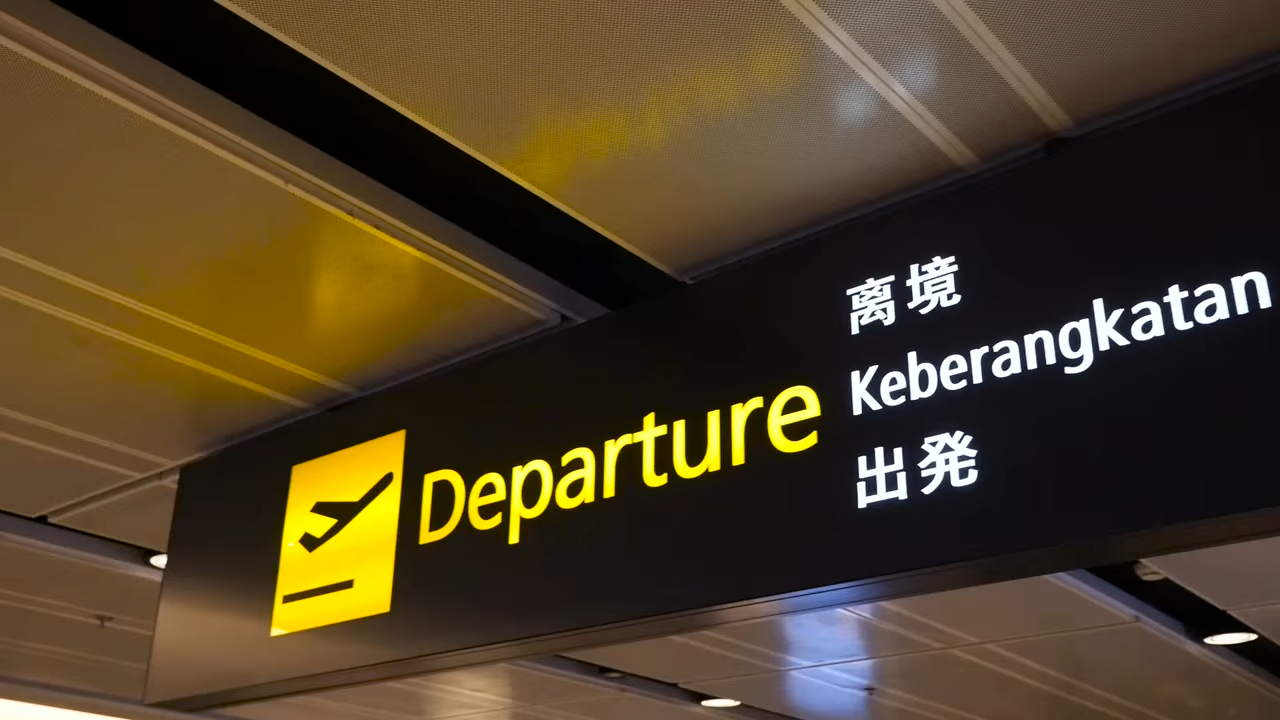 Departure
离境
Keberangkatan
出発